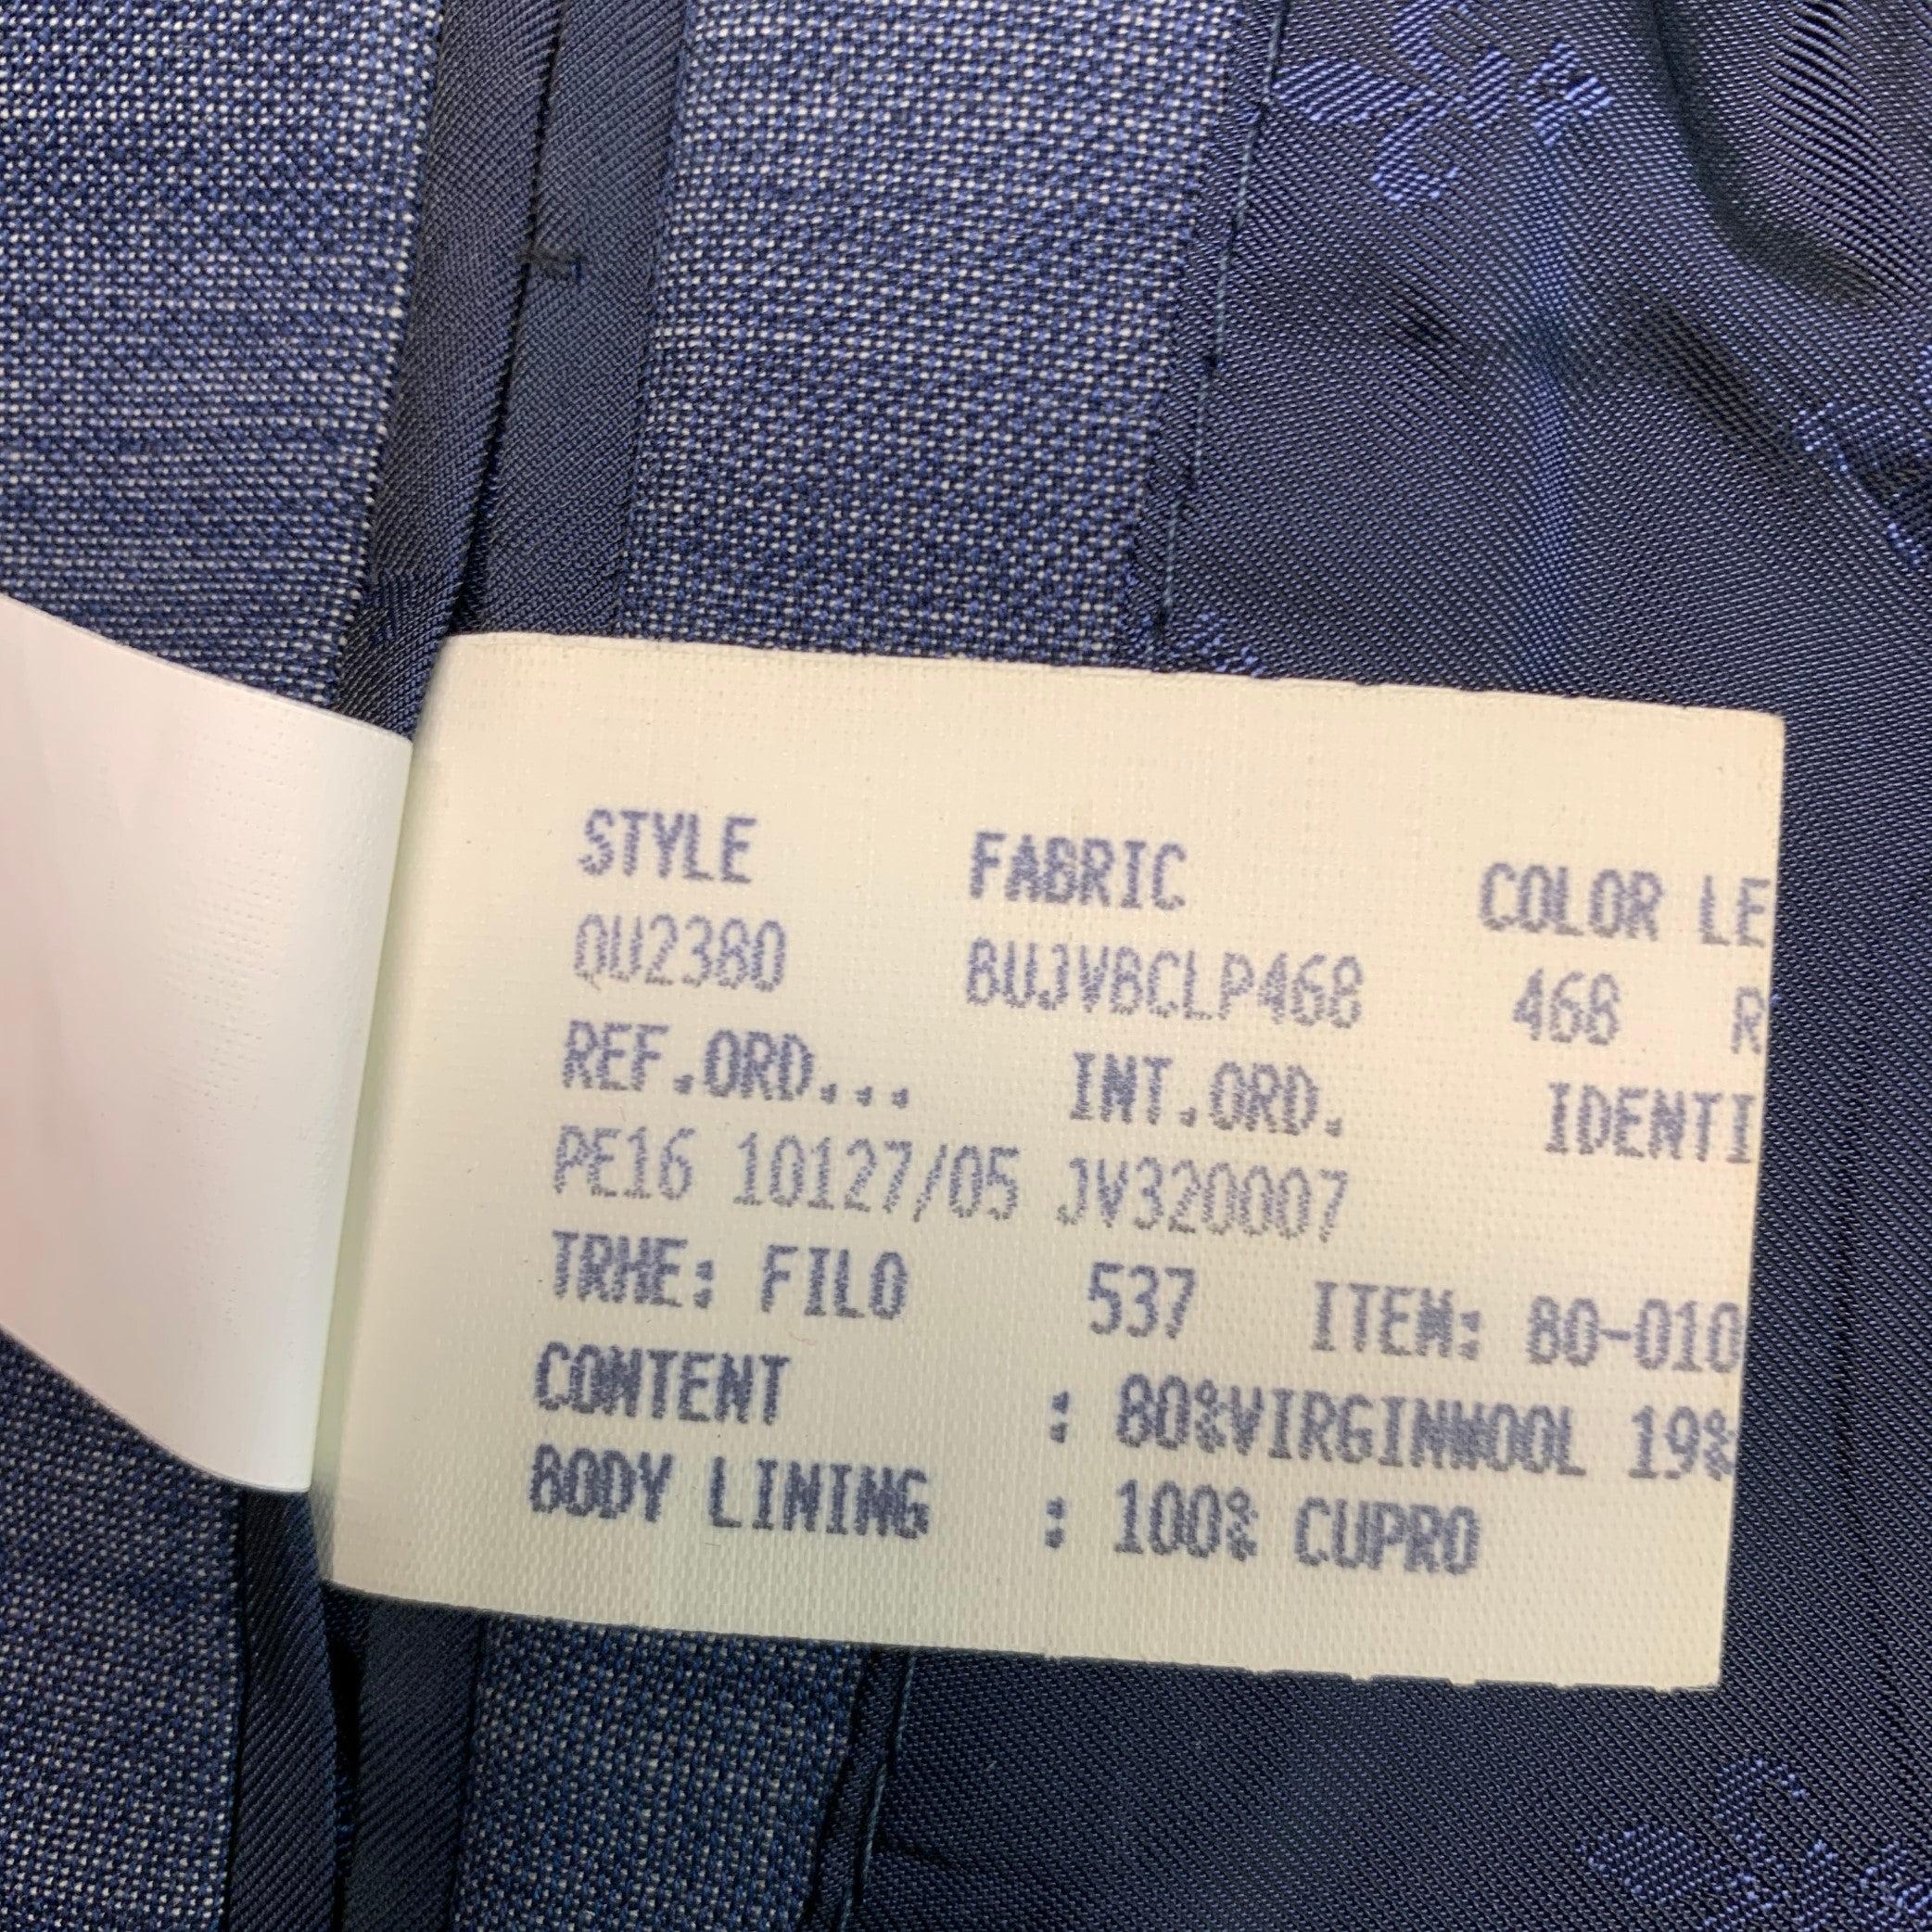 STYLE FABRIC COLOR LE
QU2380 BUJVBCLP468 468 R
REF.ORD... INT.ORD. IDENTI
PE16 10127/05 JV320007
TRHE: FILO 537 ITEM: 80-010
CONTENT : 80%VIRGINWOOL 19%
BODY LINING : 100% CUPRO